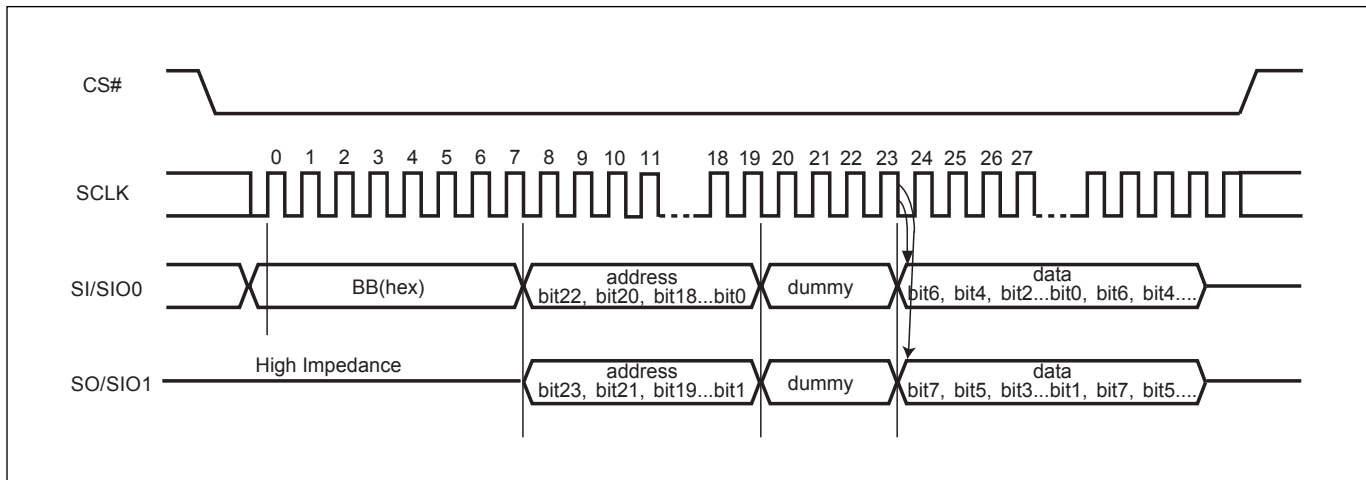 CS#
0 1 2 3 4 5 6 7 8 9 10 11 18 19 20 21 22 23 24 25 26 27
SCLK
SI/SIO0
BB(hex)
address
bit22, bit20, bit18...bit0
dummy
data
bit6, bit4, bit2...bit0, bit6, bit4....
High Impedance
SO/SIO1
address
bit23, bit21, bit19...bit1
dummy
data
bit7, bit5, bit3...bit1, bit7, bit5....